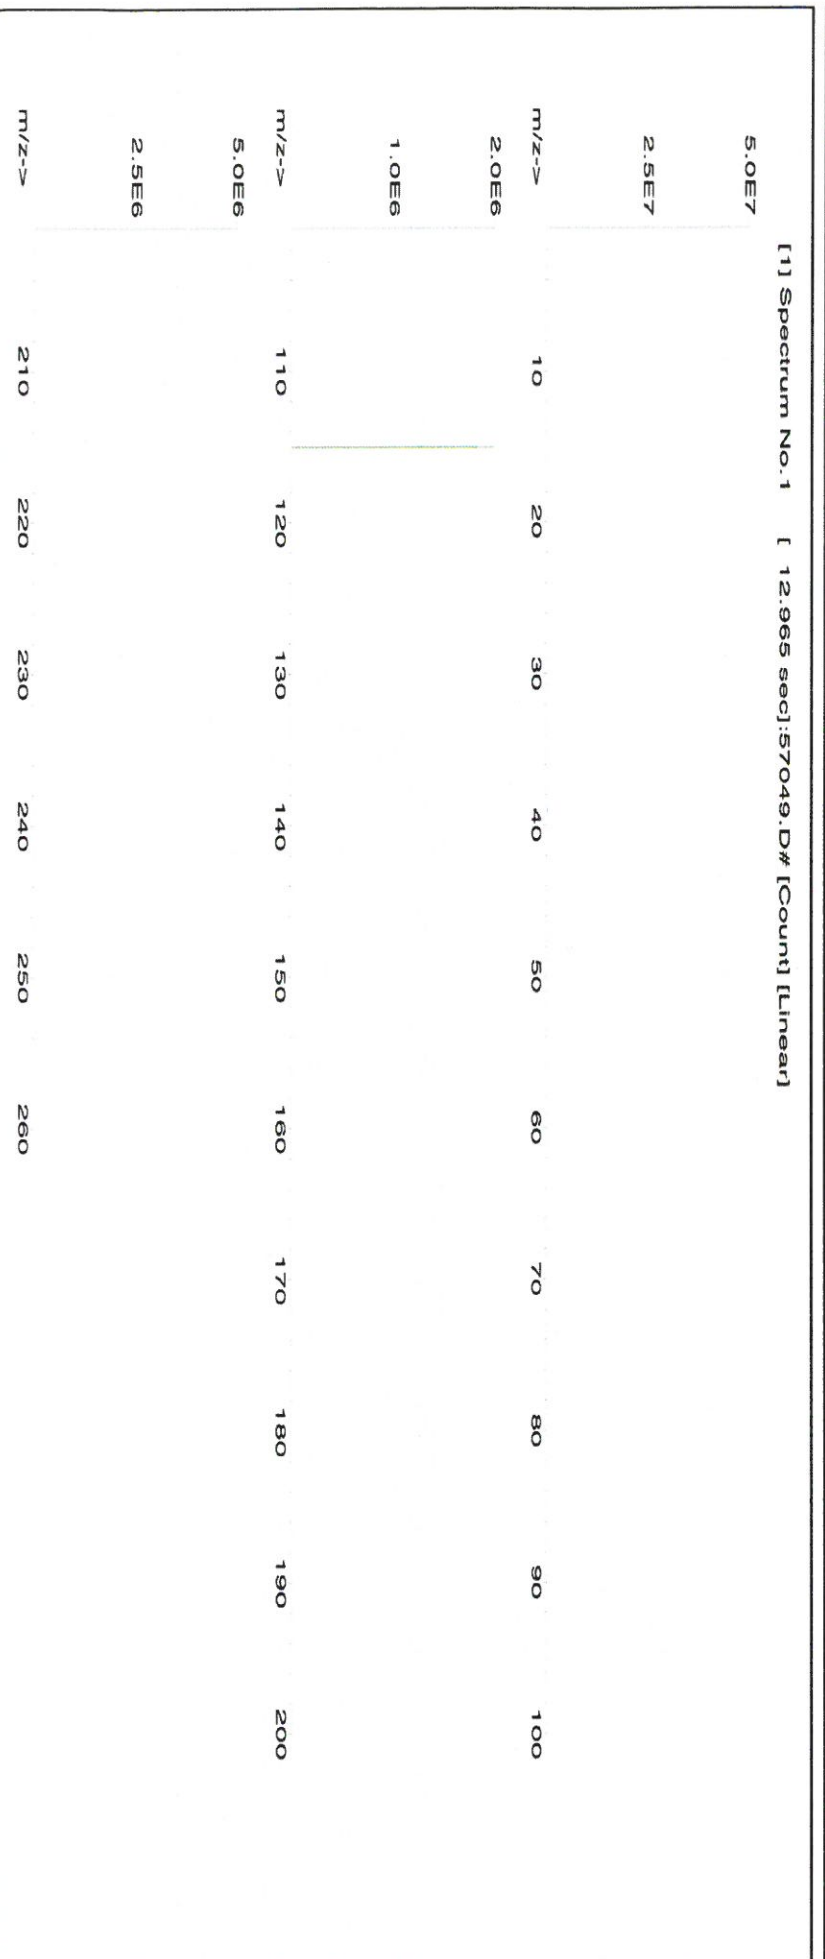 [1] Spectrum No.1 [ 12.965 sec]:57049.D# [Count] [Linear]
5.0E7
2.5E7
m/z-> 10 20 30 40 50 60 70 80 90 100
2.0E6
1.0E6
m/z-> 110 120 130 140 150 160 170 180 190 200
5.0E6
2.5E6
m/z-> 210 220 230 240 250 260